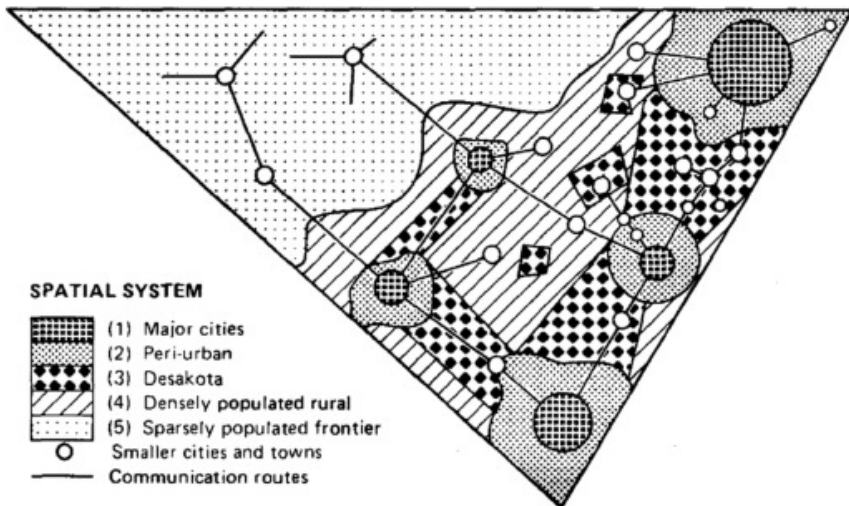 SPATIAL SYSTEM
(1) Major cities
(2) Peri-urban
(3) Desakota
(4) Densely populated rural
(5) Sparsely populated frontier
Smaller cities and towns
Communication routes